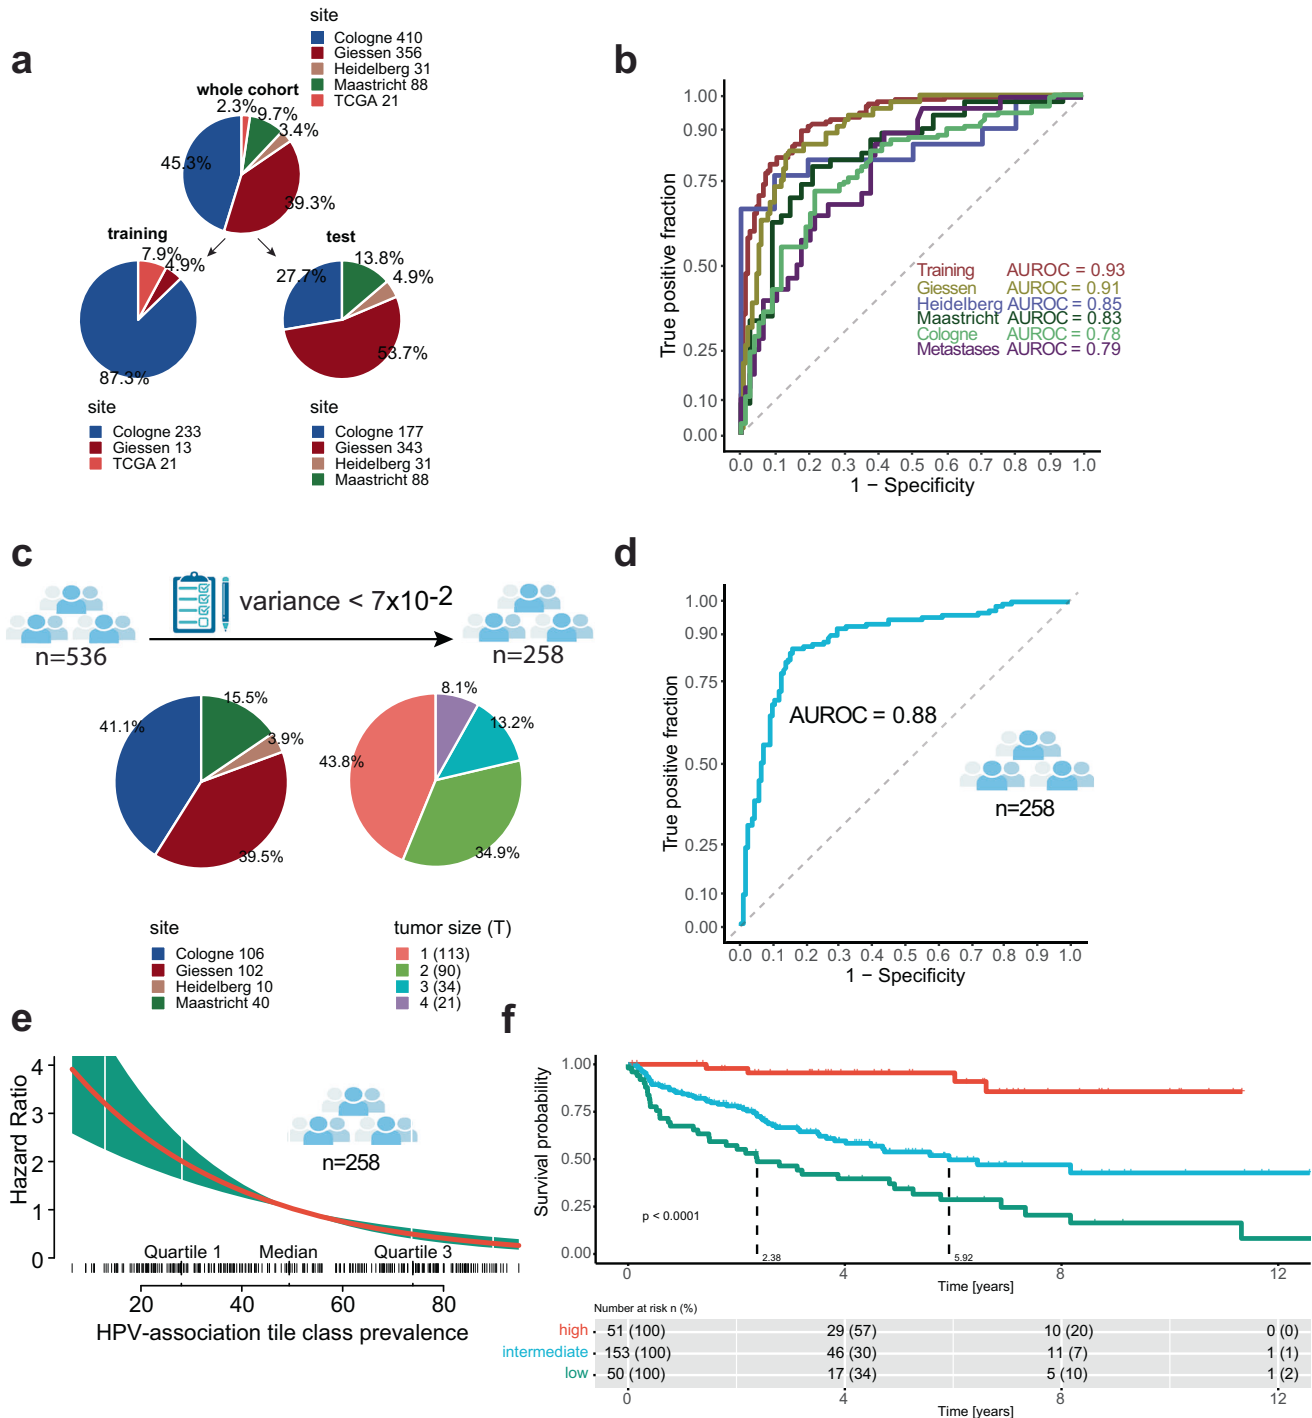 a
site
Cologne 410
Giessen 356
Heidelberg 31
Maastricht 88
TCGA 21
whole cohort
2.3%
9.7%
3.4%
45.3%
39.3%
training
7.9%
4.9%
87.3%
test
13.8%
27.7%
4.9%
53.7%
site
Cologne 233
Giessen 13
TCGA 21
site
Cologne 177
Giessen 343
Heidelberg 31
Maastricht 88
b
True positive fraction
1.00
0.90
0.75
0.50
0.25
0.10
0.00
Training AUROC = 0.93
Giessen AUROC = 0.91
Heidelberg AUROC = 0.85
Maastricht AUROC = 0.83
Cologne AUROC = 0.78
Metastases AUROC = 0.79
0.0 0.1 0.2 0.3 0.4 0.5 0.6 0.7 0.8 0.9 1.0
1 − Specificity
c
variance < 7x10-2
n=536
n=258
15.5%
41.1%
3.9%
39.5%
8.1%
13.2%
43.8%
34.9%
site
Cologne 106
Giessen 102
Heidelberg 10
Maastricht 40
tumor size (T)
1 (113)
2 (90)
3 (34)
4 (21)
d
True positive fraction
1.00
0.90
0.75
0.50
0.25
0.10
0.00
AUROC = 0.88
n=258
0.0 0.1 0.2 0.3 0.4 0.5 0.6 0.7 0.8 0.9 1.0
1 − Specificity
e
Hazard Ratio
4
3
2
1
0
n=258
Quartile 1 Median Quartile 3
20 40 60 80
HPV-association tile class prevalence
f
Survival probability
1.00
0.75
0.50
0.25
0.00
p < 0.0001
2.38
5.92
0 4 8 12
Time [years]
Number at risk n (%)
high 51 (100) 29 (57) 10 (20) 0 (0)
intermediate 153 (100) 46 (30) 11 (7) 1 (1)
low 50 (100) 17 (34) 5 (10) 1 (2)
0 4 8 12
Time [years]